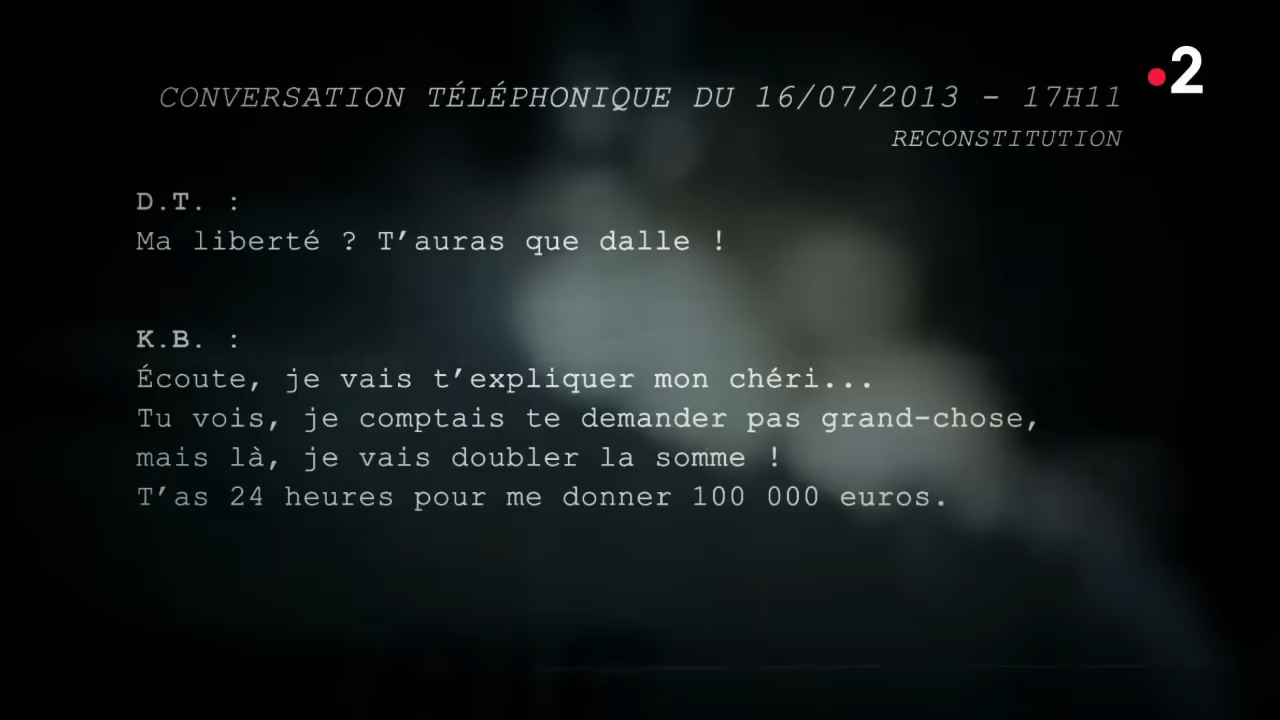 CONVERSATION TÉLÉPHONIQUE DU 16/07/2013 - 17H11
2
RECONSTITUTION
D.T. :
Ma liberté ? T’auras que dalle !
K.B. :
Écoute, je vais t’expliquer mon chéri...
Tu vois, je comptais te demander pas grand-chose,
mais là, je vais doubler la somme !
T’as 24 heures pour me donner 100 000 euros.